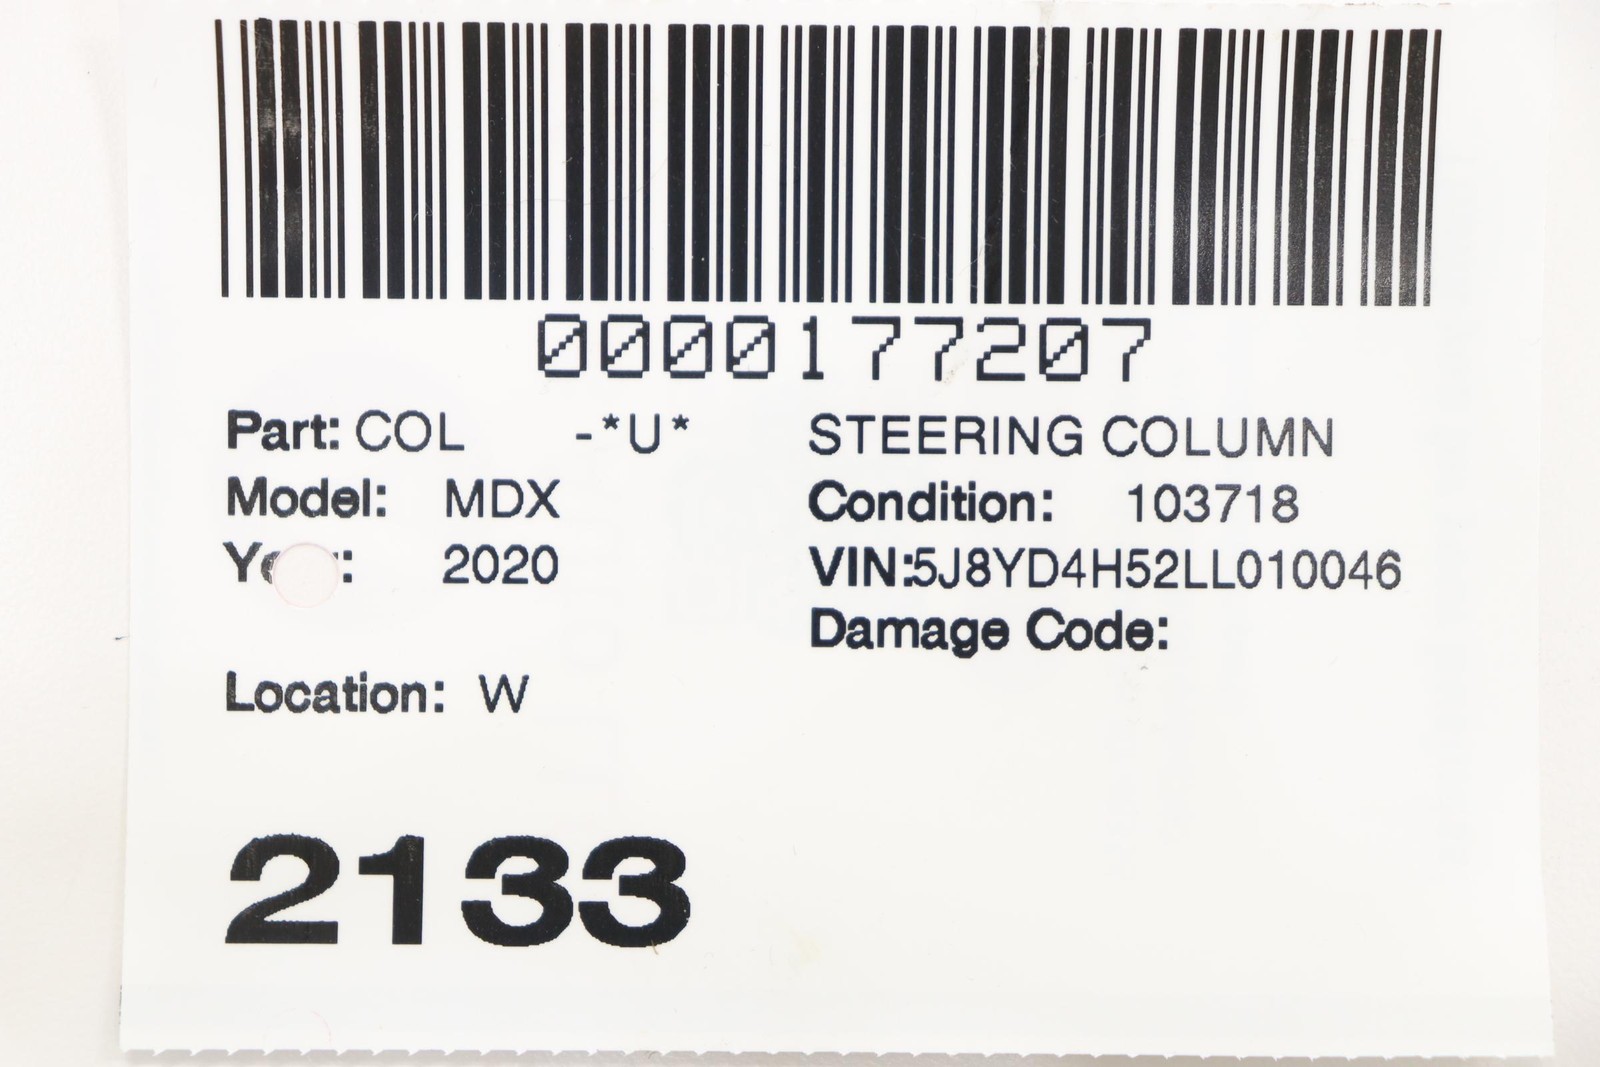 0000177207
Part: COL -*U* STEERING COLUMN
Model: MDX Condition: 103718
2020 VIN:5J8YD4H52LL010046
Damage Code:
Location: W
2133